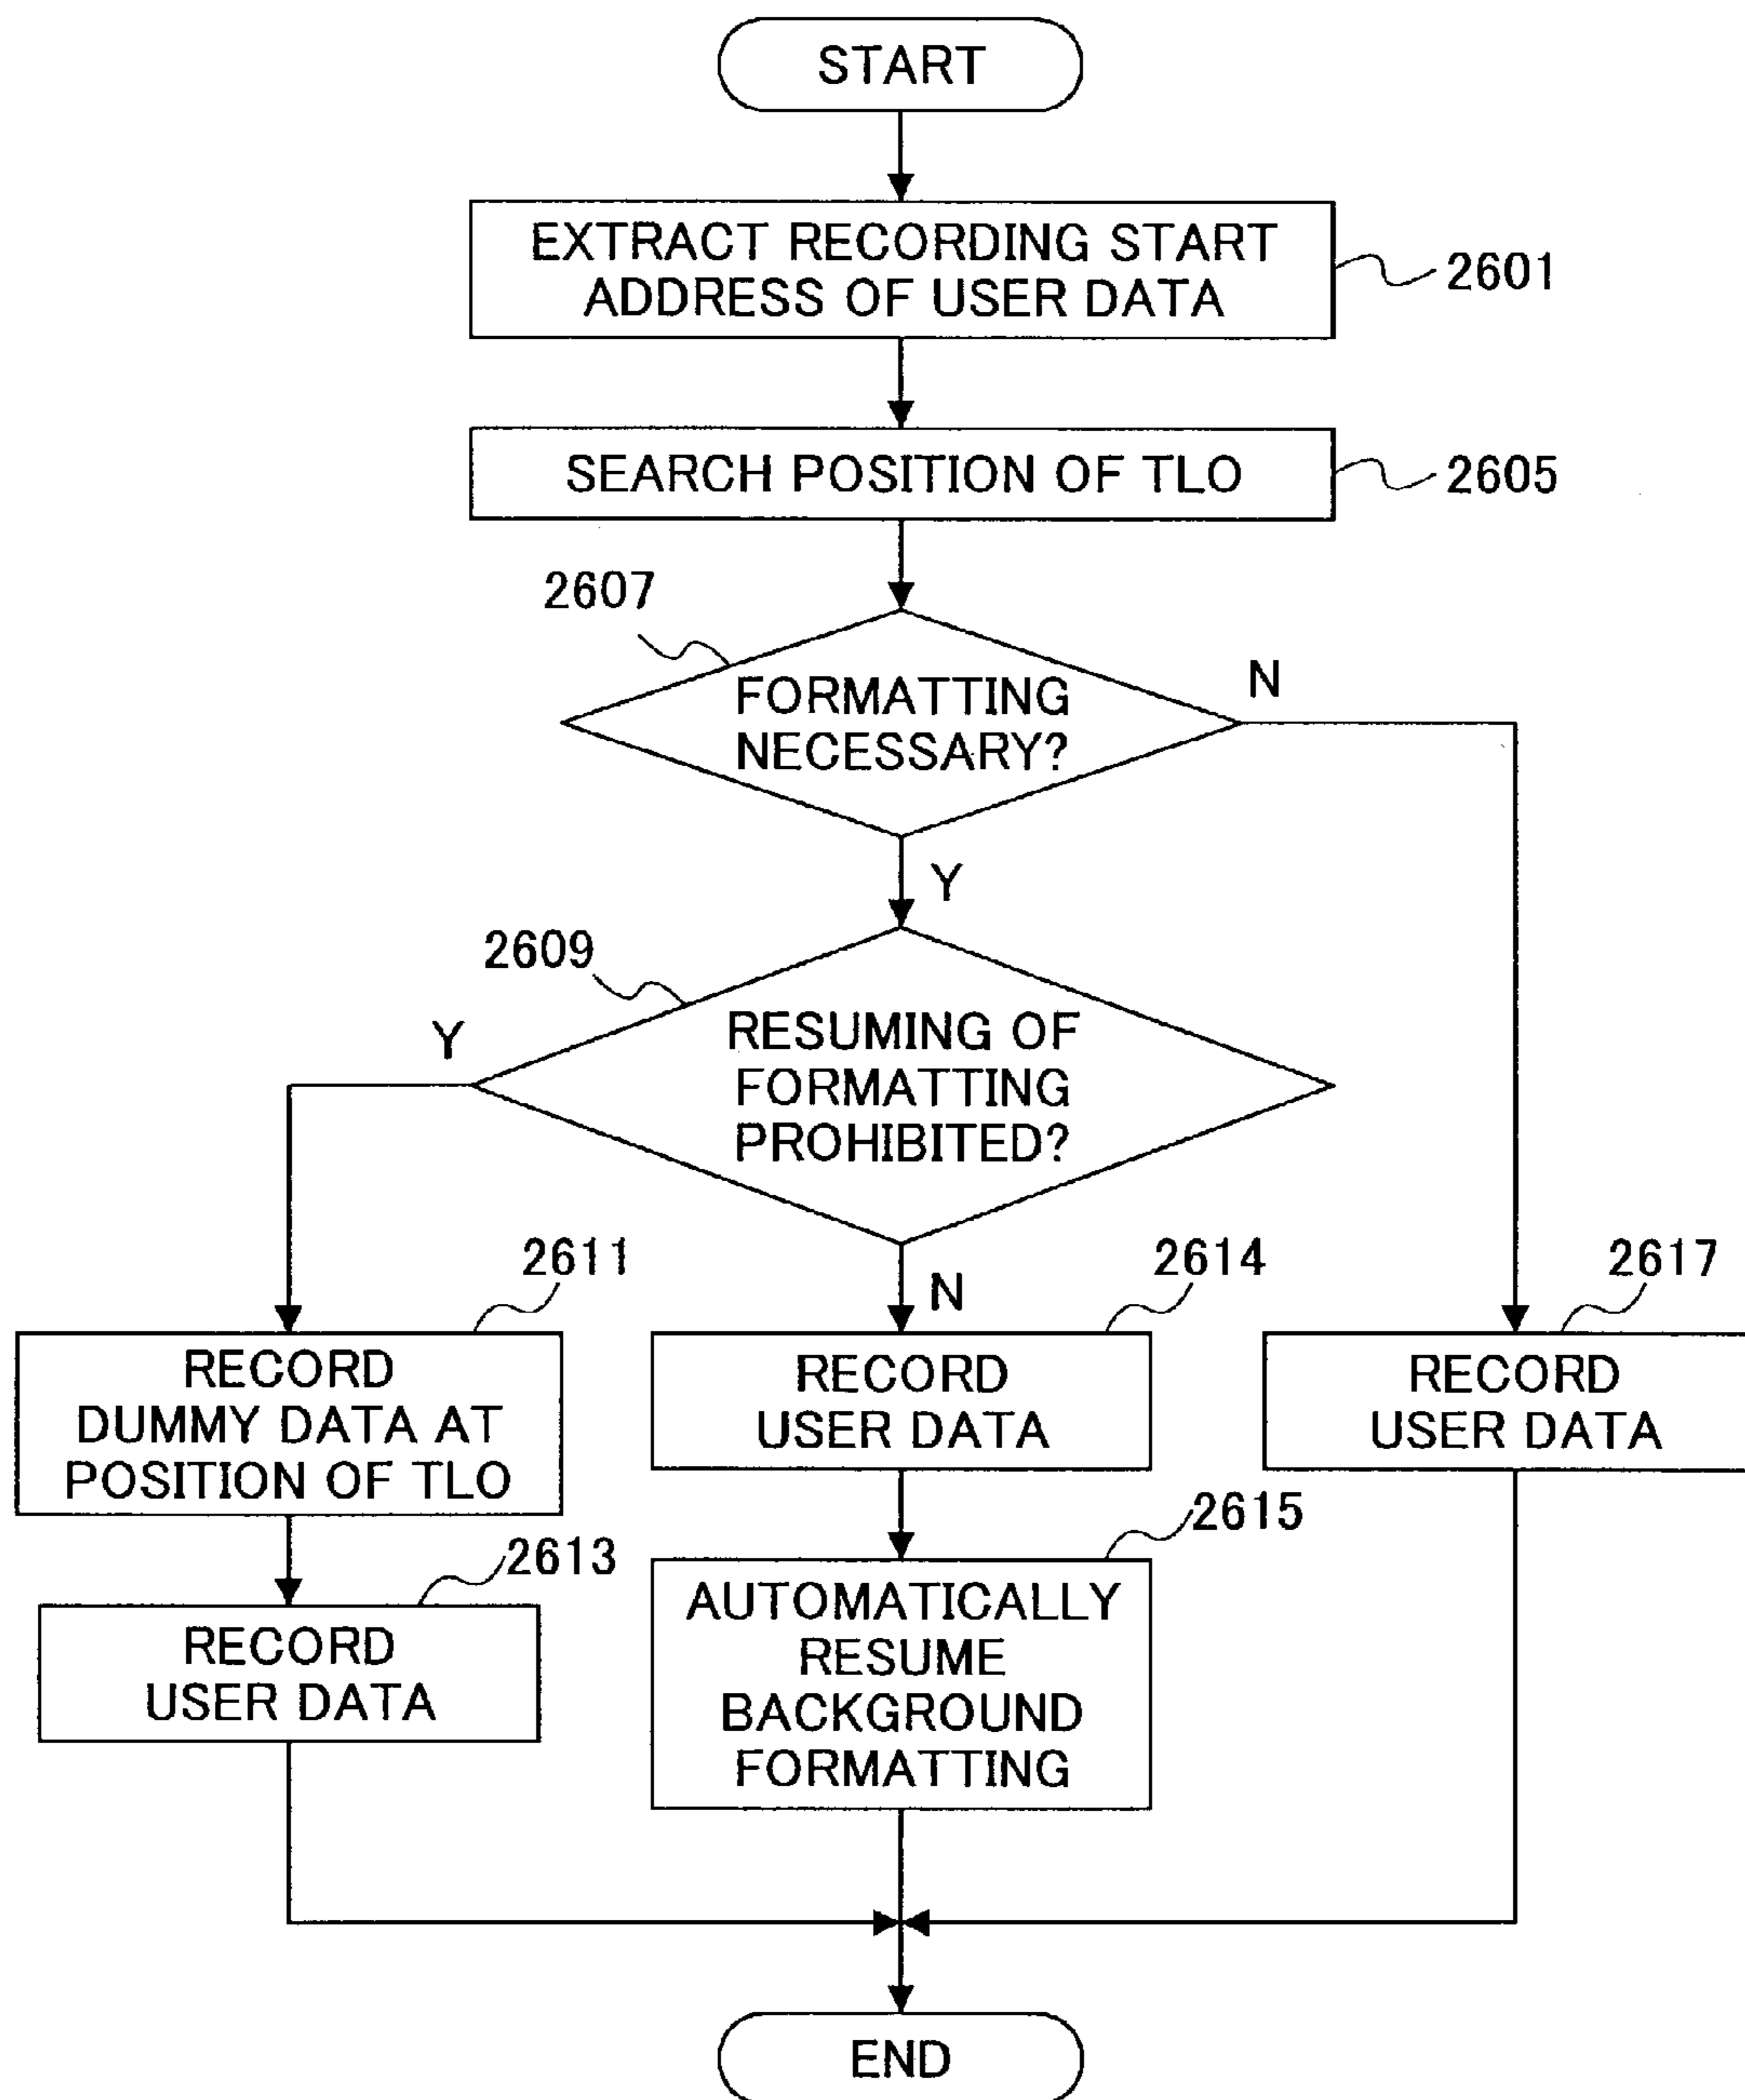 START
EXTRACT RECORDING START
ADDRESS OF USER DATA
2601
SEARCH POSITION OF TLO
2605
2607
FORMATTING
NECESSARY?
N
Y
2609
RESUMING OF
FORMATTING
PROHIBITED?
Y
N
2611
RECORD
DUMMY DATA AT
POSITION OF TLO
2613
RECORD
USER DATA
2614
RECORD
USER DATA
2615
AUTOMATICALLY
RESUME
BACKGROUND
FORMATTING
2617
RECORD
USER DATA
END